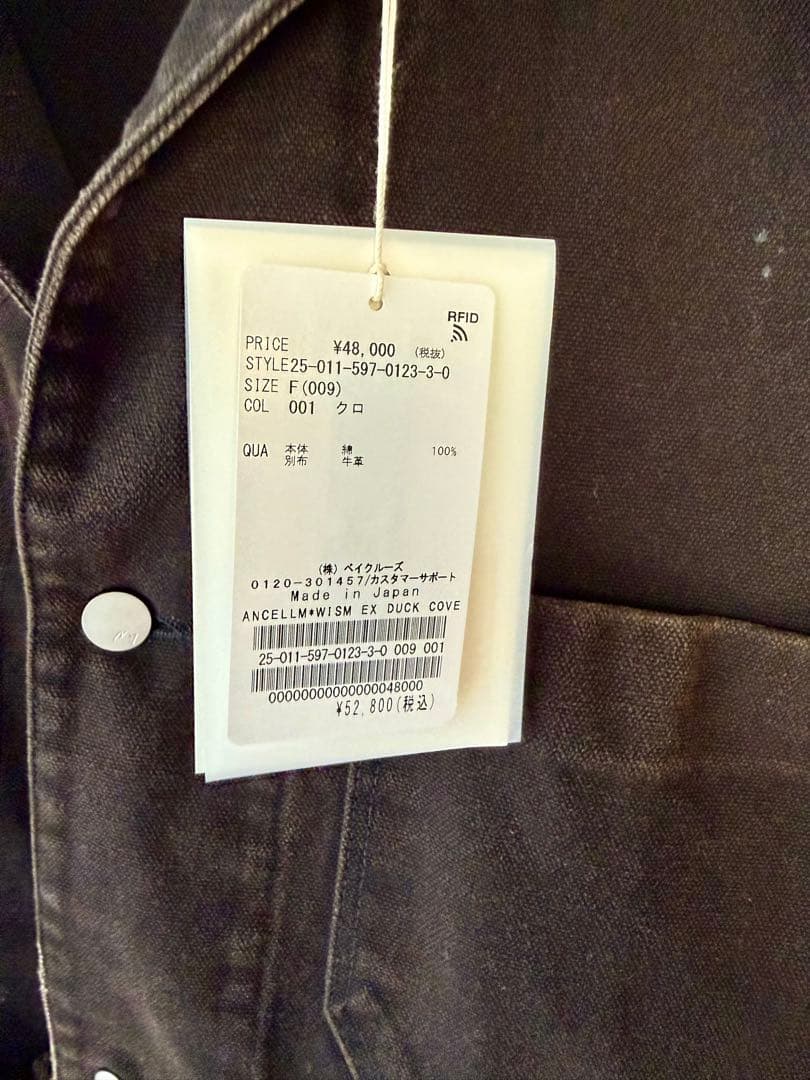 RFID
PRICE ¥48,000 (税抜)
STYLE25-011-597-0123-3-0
SIZE F(009)
COL 001 クロ
QUA 本体 綿 100%
別布 牛革
(株) ベイクルーズ
0120-301457/カスタマーサポート
Made in Japan
ANCELLM*WISM EX DUCK COVE
25-011-597-0123-3-0 009 001
00000000000000048000
¥52,800(税込)